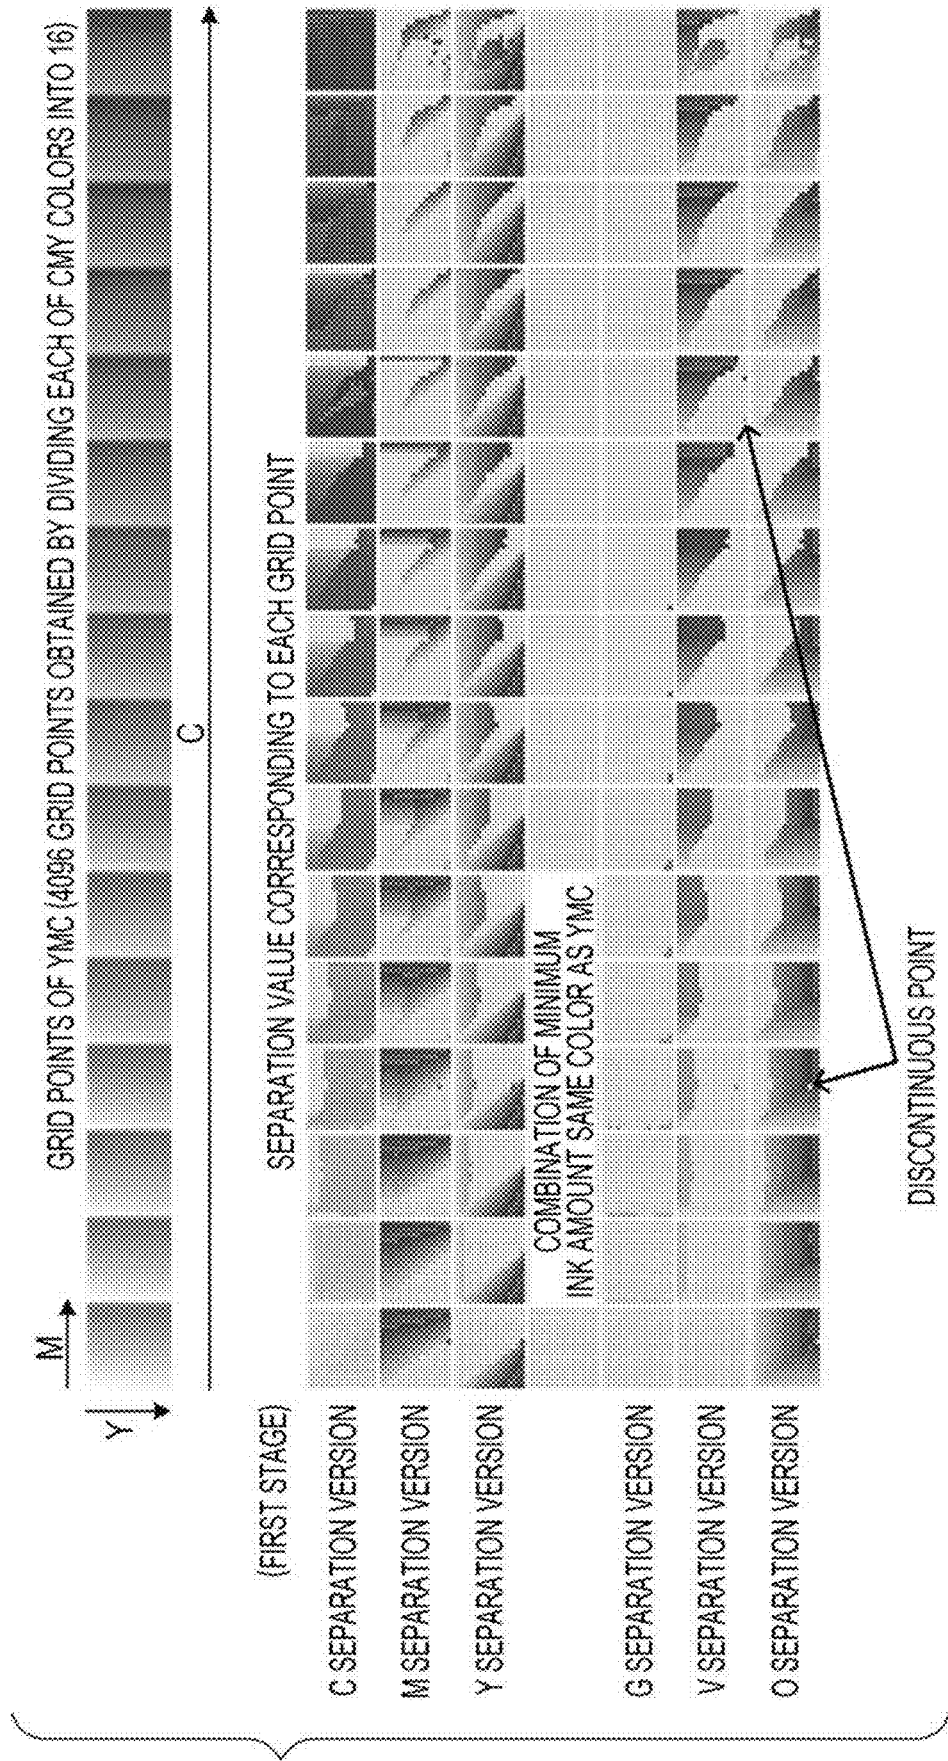 GRID POINTS OF YMC (4096 GRID POINTS OBTAINED BY DIVIDING EACH OF CMY COLORS INTO 16)
M
Y
C
(FIRST STAGE)
SEPARATION VALUE CORRESPONDING TO EACH GRID POINT
C SEPARATION VERSION
M SEPARATION VERSION
Y SEPARATION VERSION
COMBINATION OF MINIMUM
INK AMOUNT SAME COLOR AS YMC
G SEPARATION VERSION
V SEPARATION VERSION
O SEPARATION VERSION
DISCONTINUOUS POINT